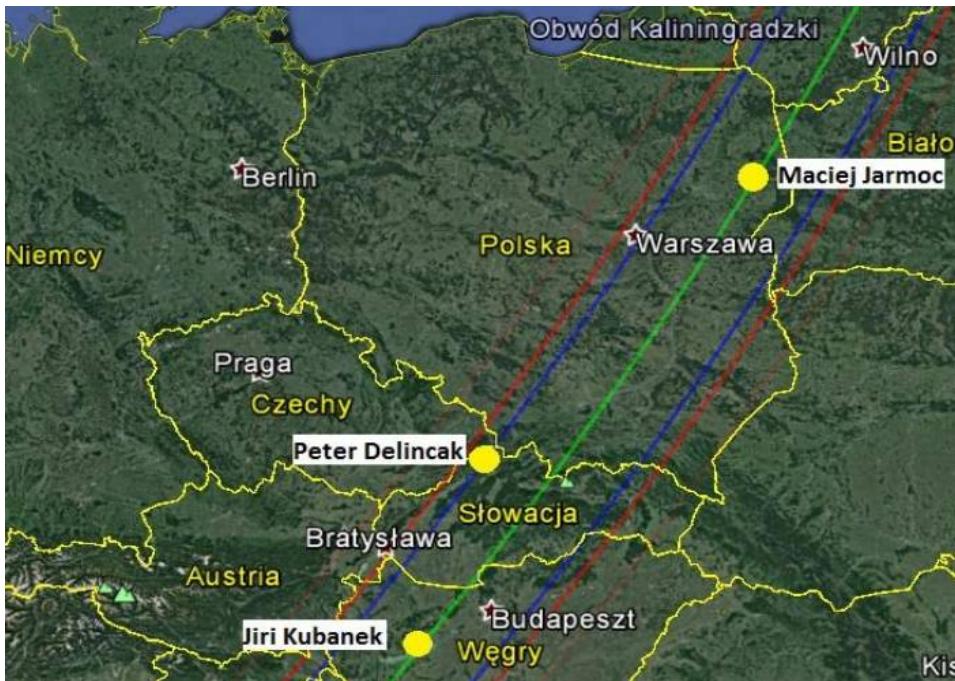 Obwód Kaliningradzki
Wilno
Biało
Maciej Jarmoc
Berlin
Polska
Warszawa
Niemcy
Praga
Czechy
Peter Delincak
Słowacja
Bratysława
Austria
Budapeszt
Jiri Kubanek
Węgry
Kis